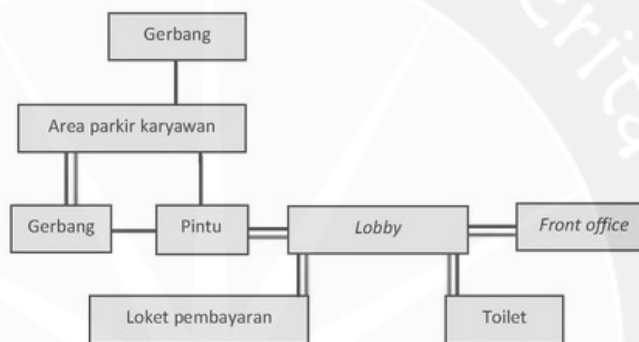 Gerbang
Area parkir karyawan
Gerbang
Pintu
Lobby
Front office
Loket pembayaran
Toilet